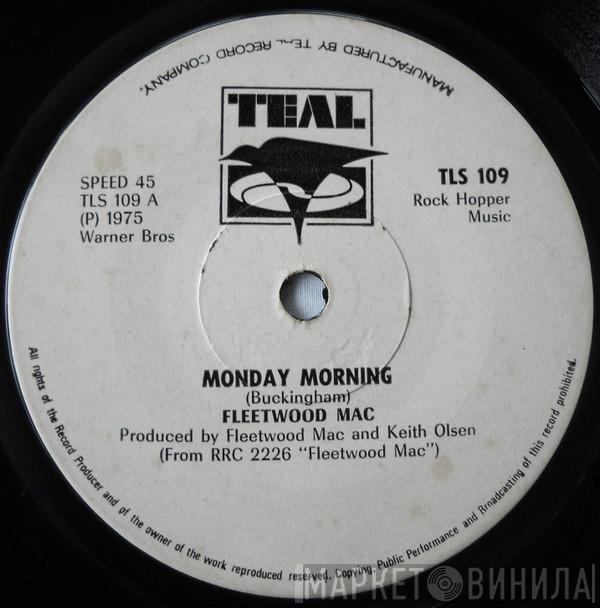 MANUFACTURED BY TEAL RECORD COMPANY.
TEAL
SPEED 45
TLS 109 A
(P) 1975
Warner Bros
TLS 109
Rock Hopper
Music
MONDAY MORNING
(Buckingham)
FLEETWOOD MAC
Produced by Fleetwood Mac and Keith Olsen
(From RRC 2226 "Fleetwood Mac")
All rights of the Record Producer and of the owner of the work reproduced reserved. Copying, Public Performance and Brnadcasting of this record prohibited.
МАРКЕТ ВИНИЛА